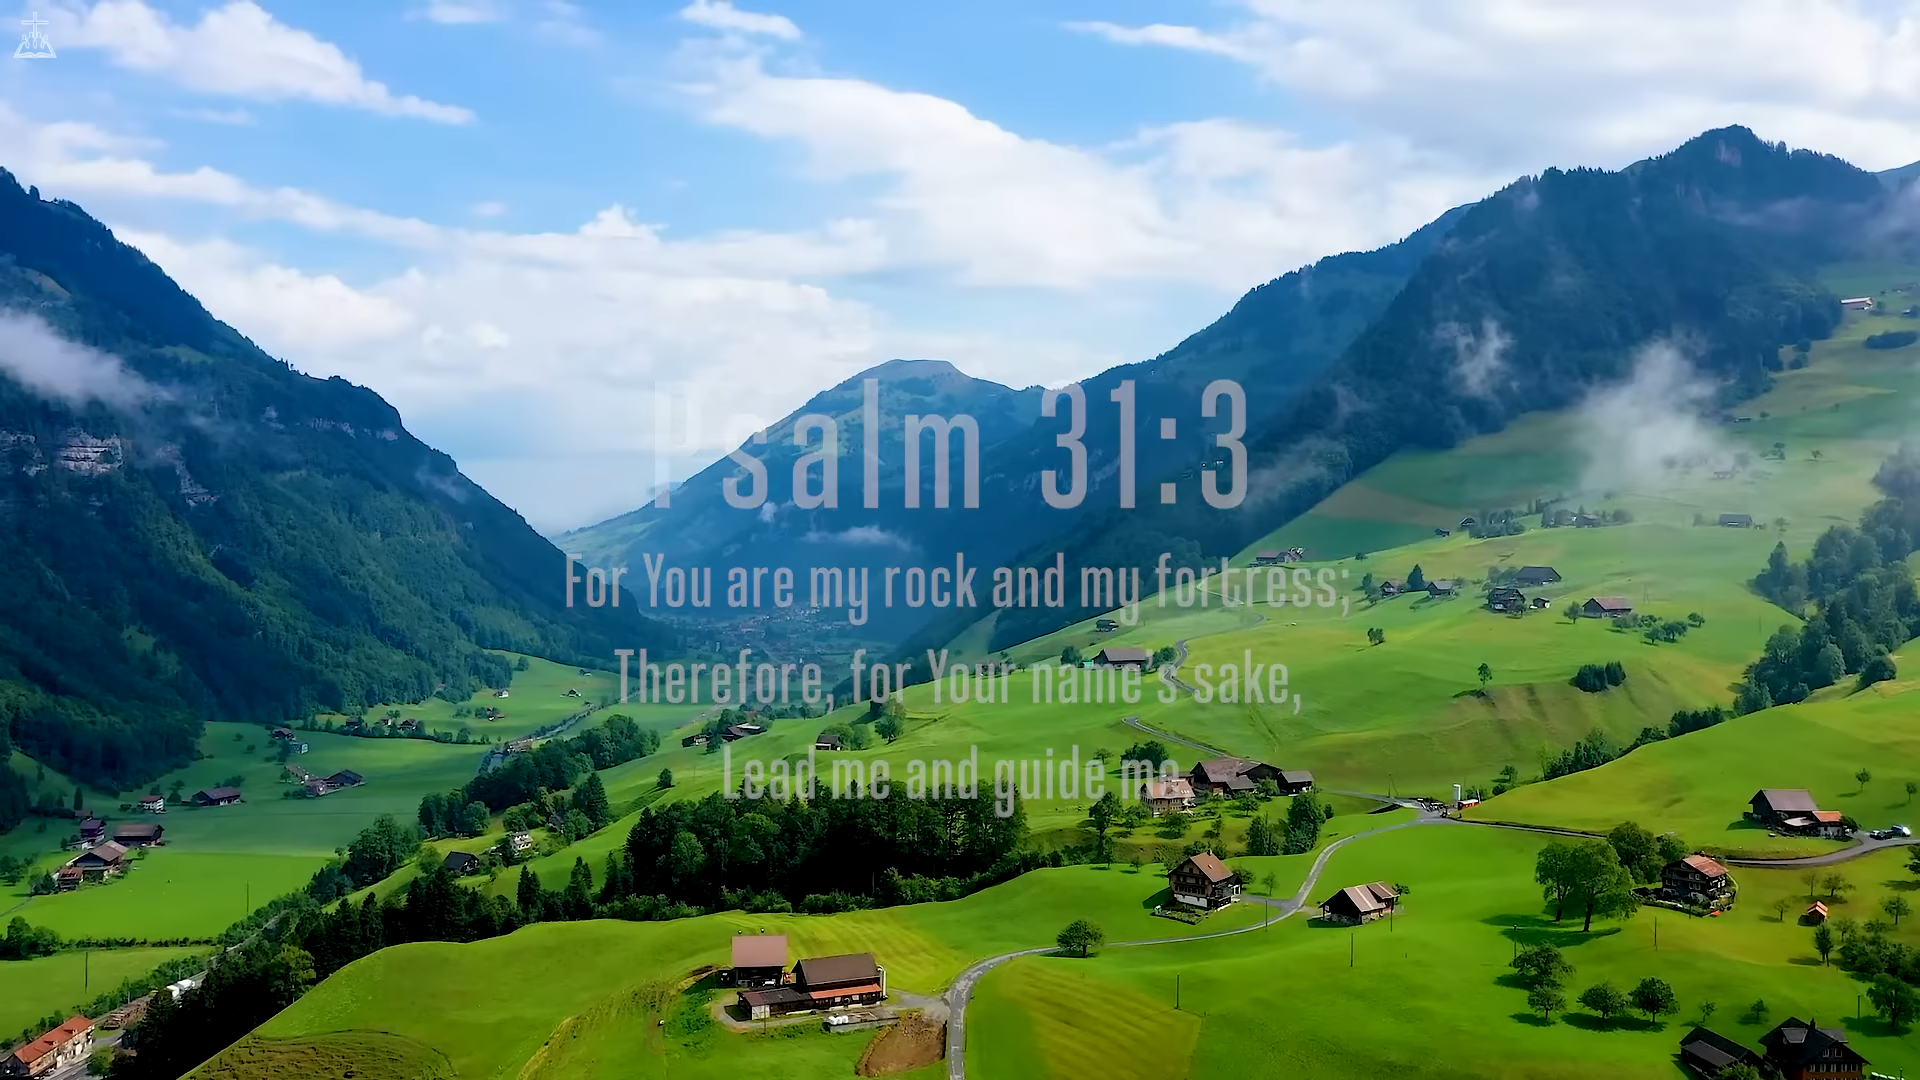 Psalm 31:3
For You are my rock and my fortress;
Therefore, for Your name's sake,
Lead me and guide me.